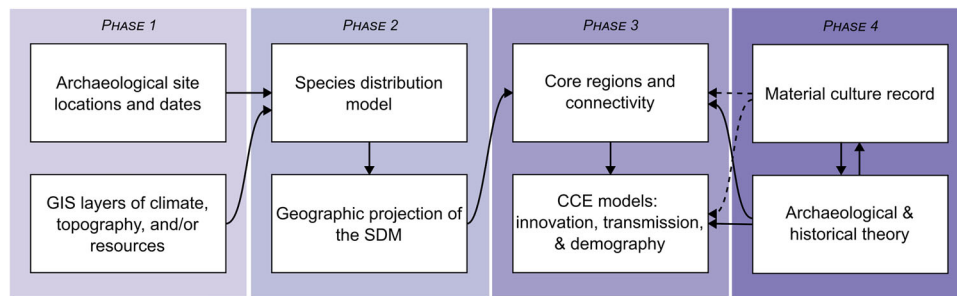 PHASE 1
Archaeological site
locations and dates
GIS layers of climate,
topography, and/or
resources
PHASE 2
Species distribution
model
Geographic projection of
the SDM
PHASE 3
Core regions and
connectivity
CCE models:
innovation, transmission,
& demography
PHASE 4
Material culture record
Archaeological &
historical theory